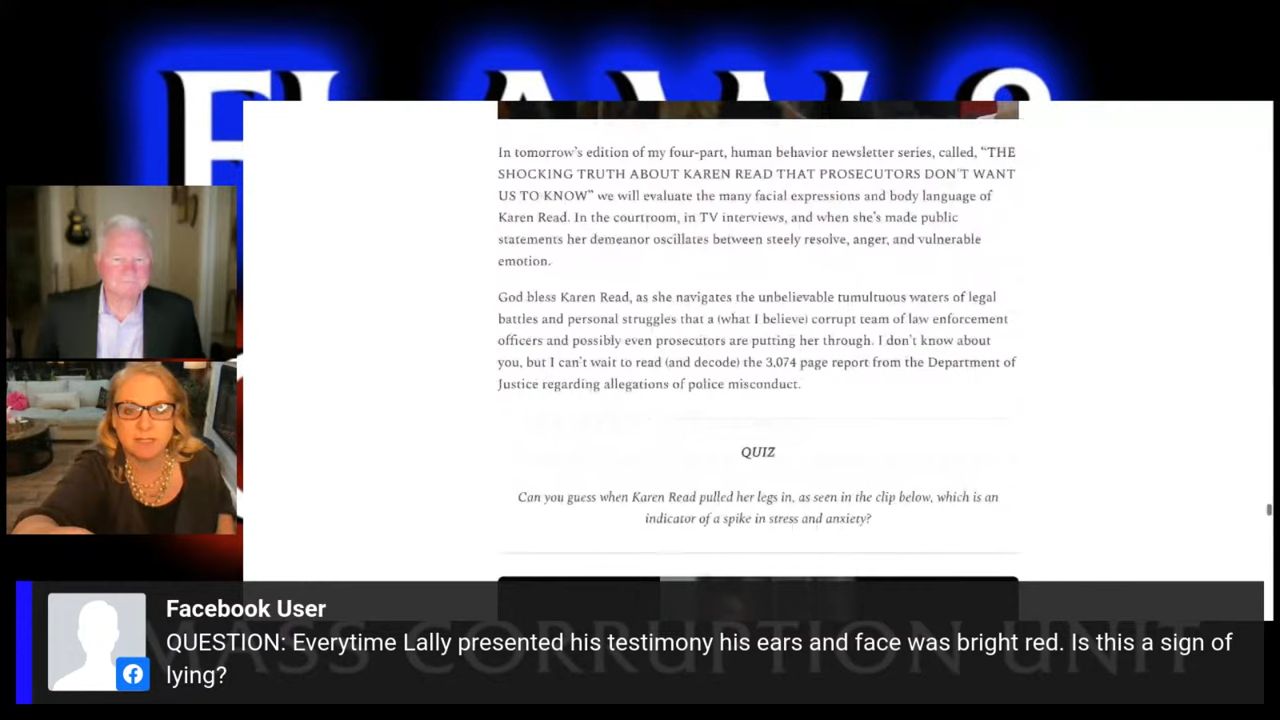 FLAW 2
In tomorrow's edition of my four-part, human behavior newsletter series, called, “THE
SHOCKING TRUTH ABOUT KAREN READ THAT PROSECUTORS DON'T WANT
US TO KNOW” we will evaluate the many facial expressions and body language of
Karen Read. In the courtroom, in TV interviews, and when she's made public
statements her demeanor oscillates between steely resolve, anger, and vulnerable
emotion.
God bless Karen Read, as she navigates the unbelievable tumultuous waters of legal
battles and personal struggles that a (what I believe) corrupt team of law enforcement
officers and possibly even prosecutors are putting her through. I don't know about
you, but I can't wait to read (and decode) the 3,074 page report from the Department of
Justice regarding allegations of police misconduct.
QUIZ
Can you guess when Karen Read pulled her legs in, as seen in the clip below, which is an
indicator of a spike in stress and anxiety?
Facebook User
QUESTION: Everytime Lally presented his testimony his ears and face was bright red. Is this a sign of
lying?
MASS CORRUPTION UNIT